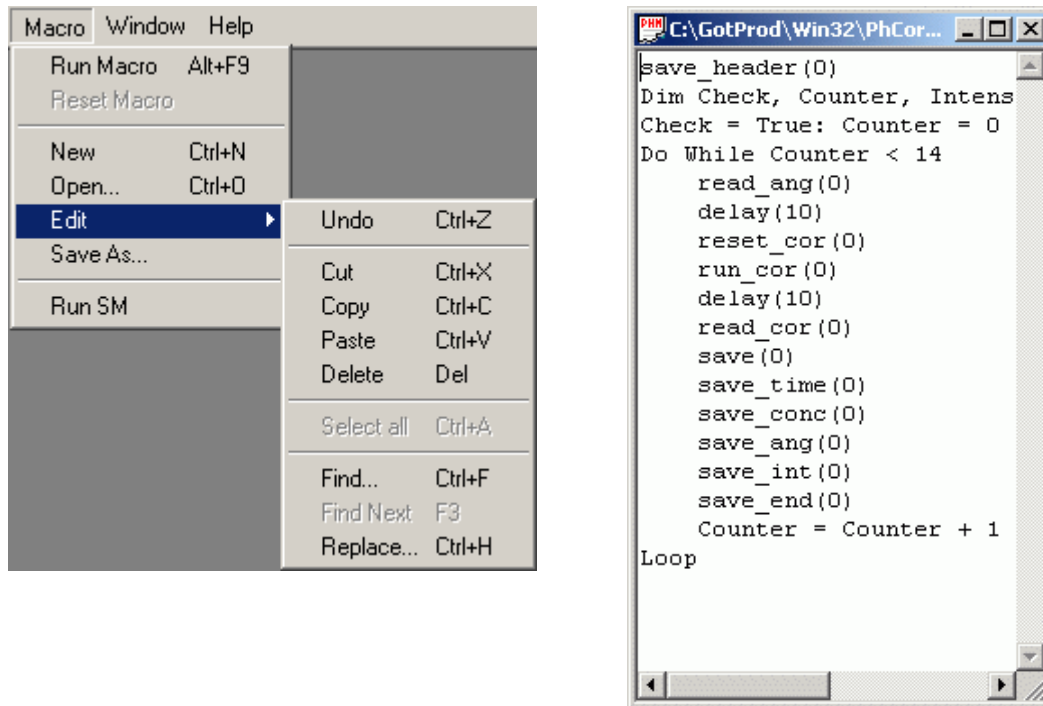 Macro Window Help
Run Macro Alt+F9
Reset Macro
New Ctrl+N
Open... Ctrl+O
Edit
Save As...
Run SM
Undo Ctrl+Z
Cut Ctrl+X
Copy Ctrl+C
Paste Ctrl+V
Delete Del
Select all Ctrl+A
Find... Ctrl+F
Find Next F3
Replace... Ctrl+H
PHM C:\GotProd\Win32\PhCor...
save_header(0)
Dim Check, Counter, Intens
Check = True: Counter = 0
Do While Counter < 14
read_ang(0)
delay(10)
reset_cor(0)
run_cor(0)
delay(10)
read_cor(0)
save(0)
save_time(0)
save_conc(0)
save_ang(0)
save_int(0)
save_end(0)
Counter = Counter + 1
Loop